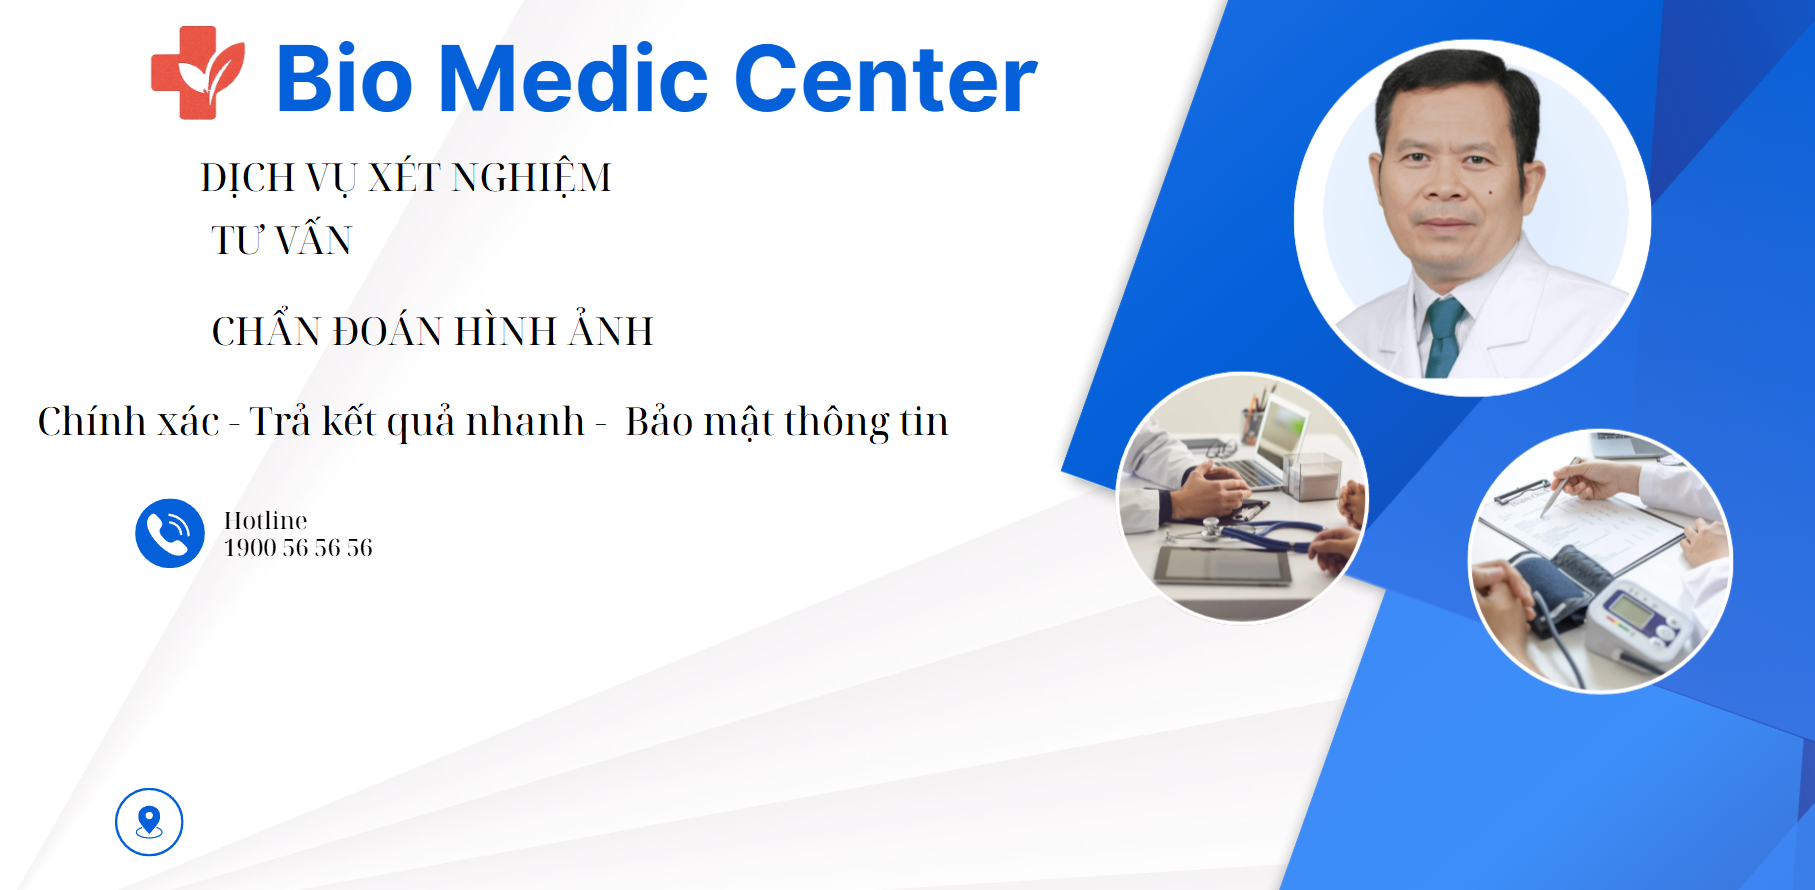 Bio Medic Center
DỊCH VỤ XÉT NGHIỆM
TƯ VẤN
CHẨN ĐOÁN HÌNH ẢNH
Chính xác - Trả kết quả nhanh - Bảo mật thông tin
Hotline
1900 56 56 56